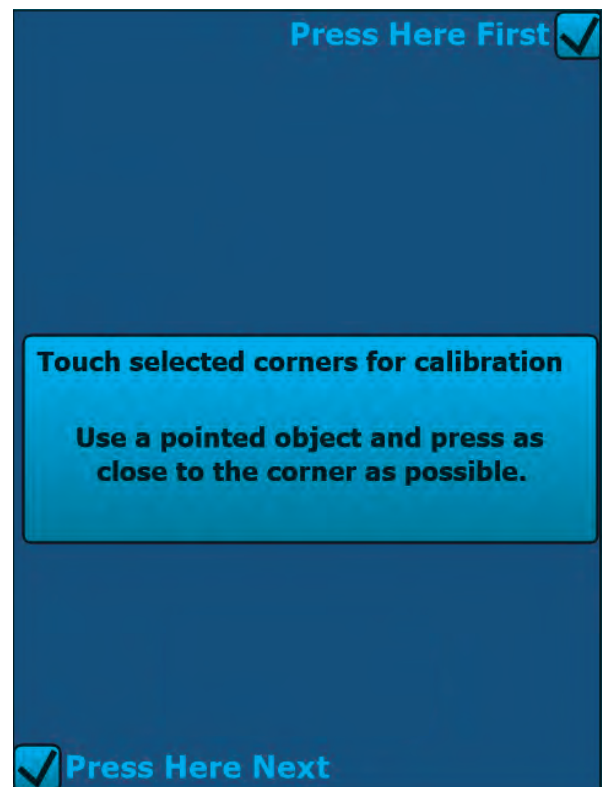 Press Here First
Touch selected corners for calibration
Use a pointed object and press as
close to the corner as possible.
Press Here Next